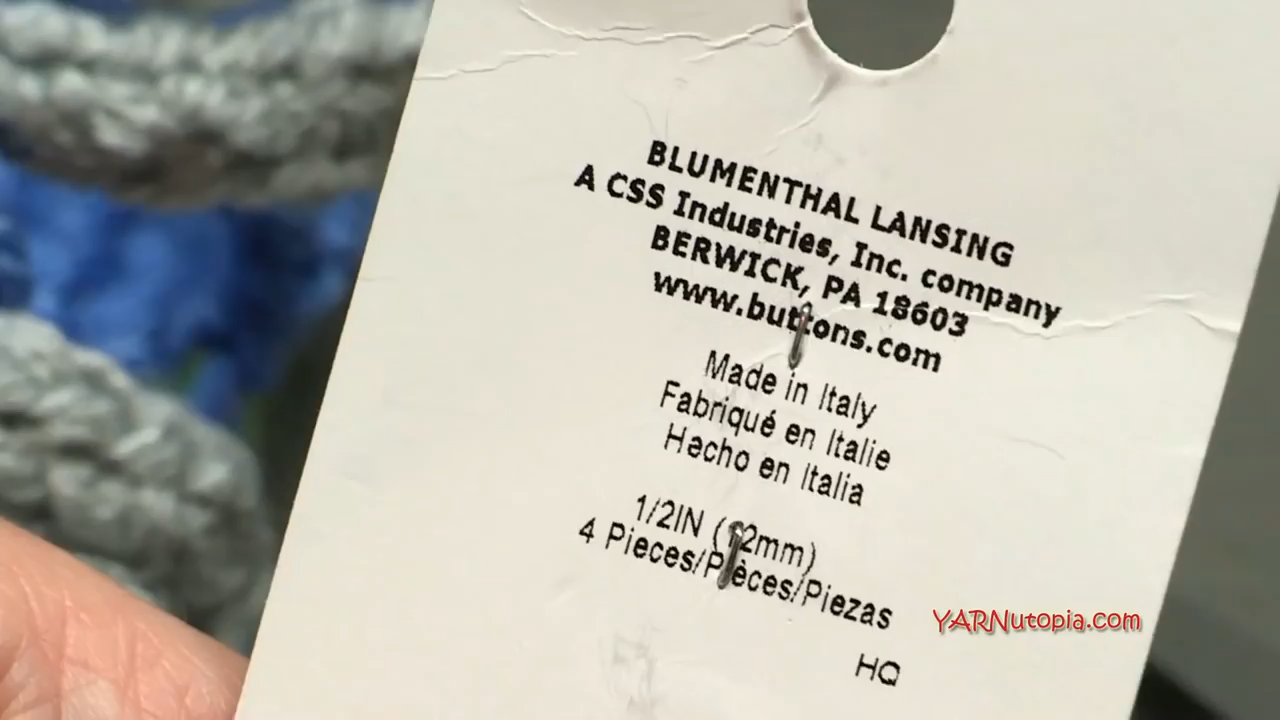 BLUMENTHAL LANSING
A CSS Industries, Inc. company
BERWICK, PA 18603
www.buttons.com
Made in Italy
Fabriqué en Italie
Hecho en Italia
1/2IN (12mm)
4 Pieces/Pièces/Piezas
YARNutopia.com
HQ